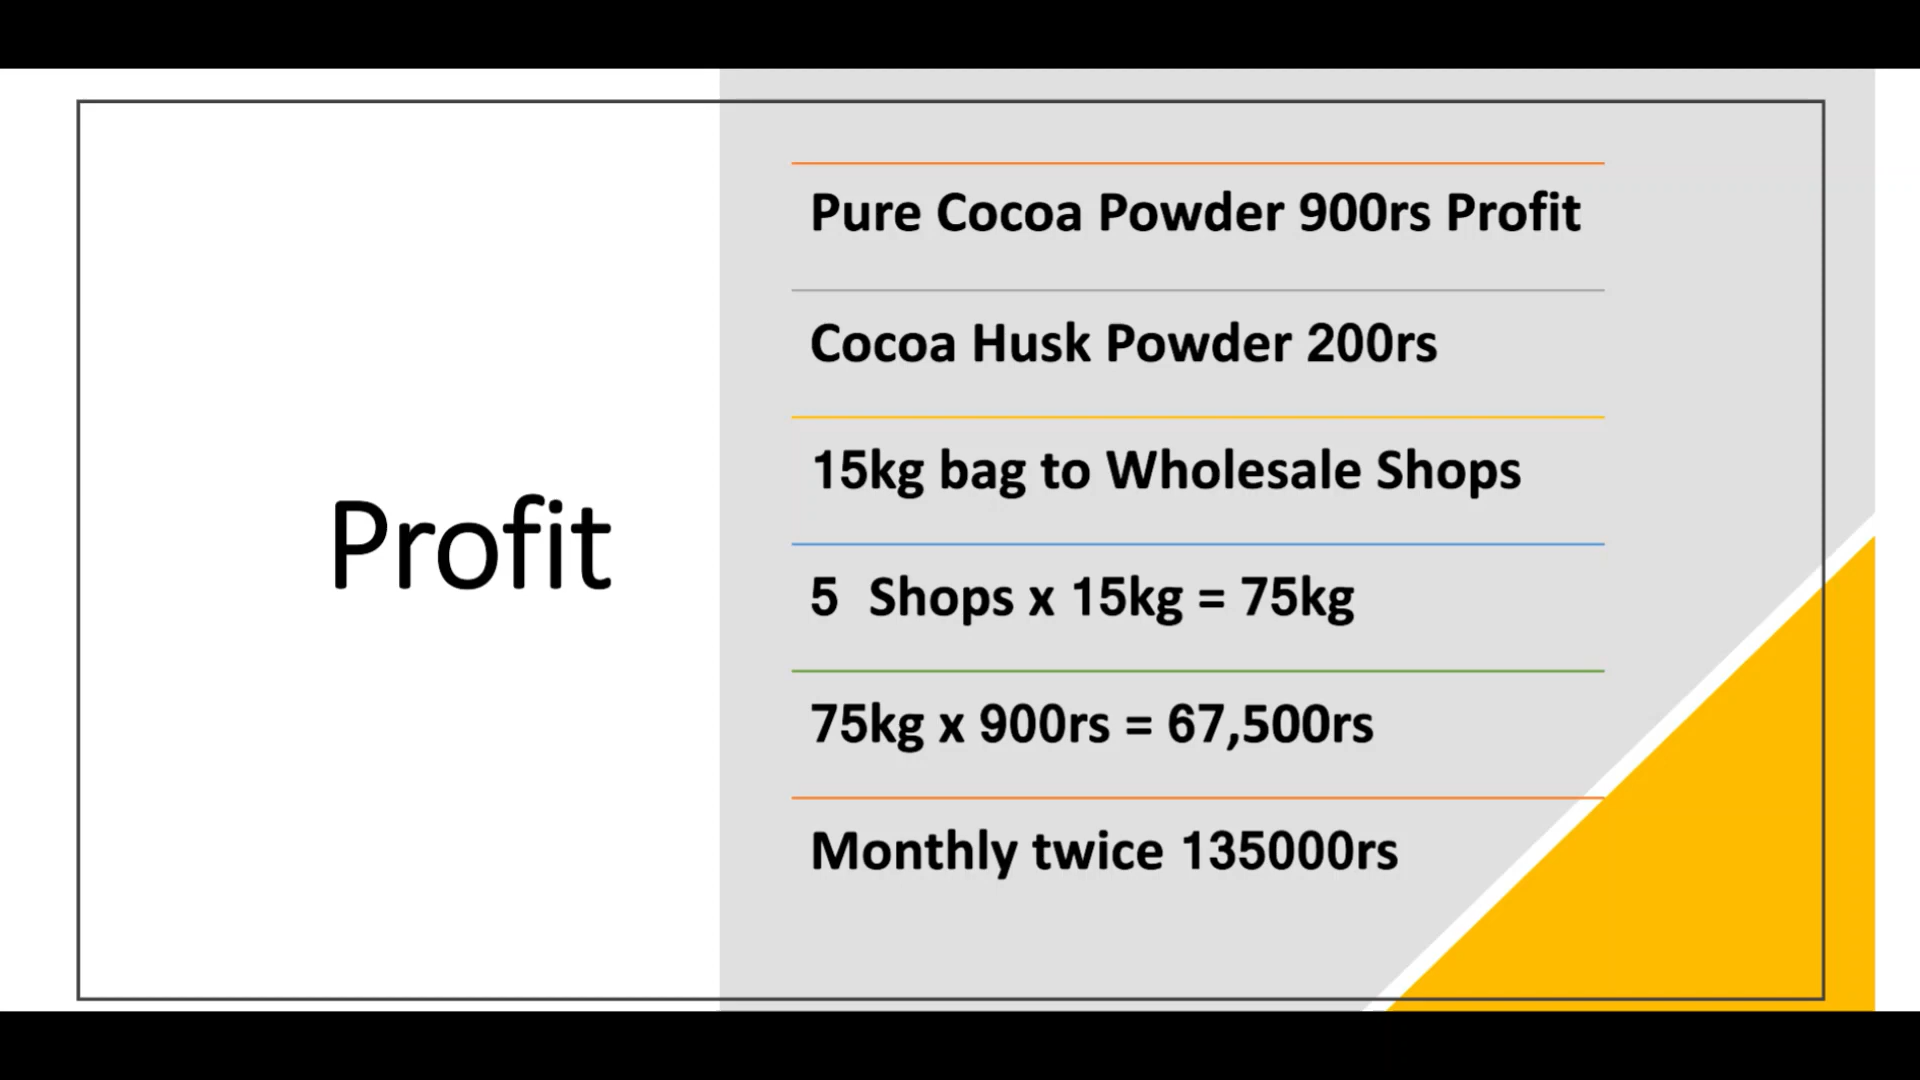 Profit
Pure Cocoa Powder 900rs Profit
Cocoa Husk Powder 200rs
15kg bag to Wholesale Shops
5 Shops x 15kg = 75kg
75kg x 900rs = 67,500rs
Monthly twice 135000rs